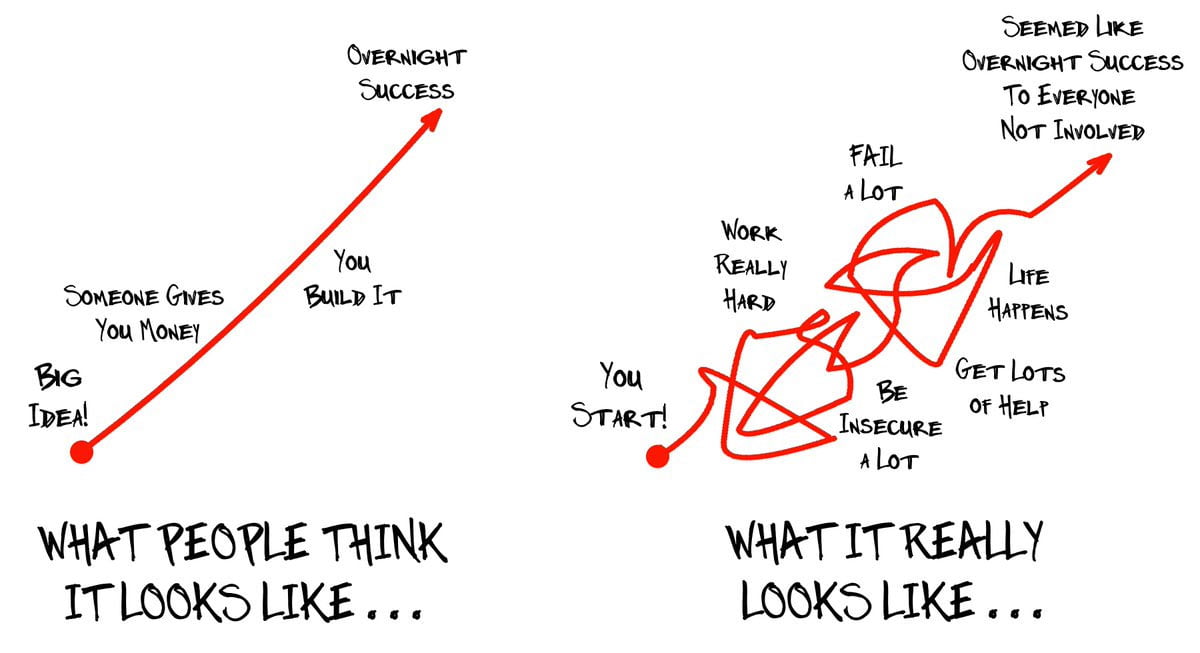 Overnight
Success
You
Build It
Someone Gives
You Money
Big
Idea!
What People Think
It Looks Like...
Seemed Like
Overnight Success
To Everyone
Not Involved
Fail
a Lot
Work
Really
Hard
Life
Happens
Get Lots
of Help
Be
Insecure
a Lot
You
Start!
What It Really
Looks Like...